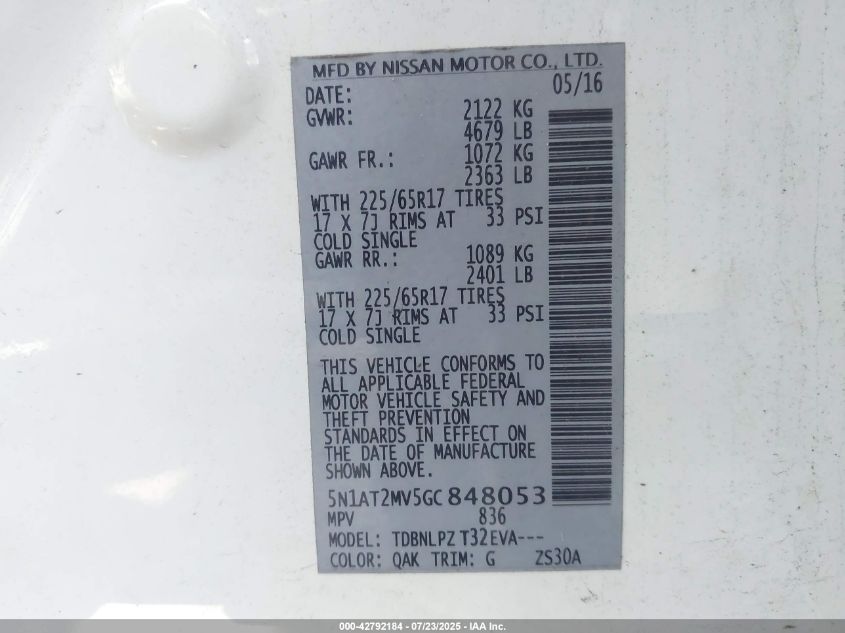 MFD BY NISSAN MOTOR CO., LTD.
DATE: 05/16
GVWR: 2122 KG
4679 LB
GAWR FR.: 1072 KG
2363 LB
WITH 225/65R17 TIRES
17 X 7J RIMS AT 33 PSI
COLD SINGLE
GAWR RR.: 1089 KG
2401 LB
WITH 225/65R17 TIRES
17 X 7J RIMS AT 33 PSI
COLD SINGLE
THIS VEHICLE CONFORMS TO
ALL APPLICABLE FEDERAL
MOTOR VEHICLE SAFETY AND
THEFT PREVENTION
STANDARDS IN EFFECT ON
THE DATE OF MANUFACTURE
SHOWN ABOVE.
5N1AT2MV5GC848053
MPV 836
MODEL: TDBNLPZ T32EVA---
COLOR: QAK TRIM: G ZS30A
000-42792184 - 07/23/2025 - IAA Inc.